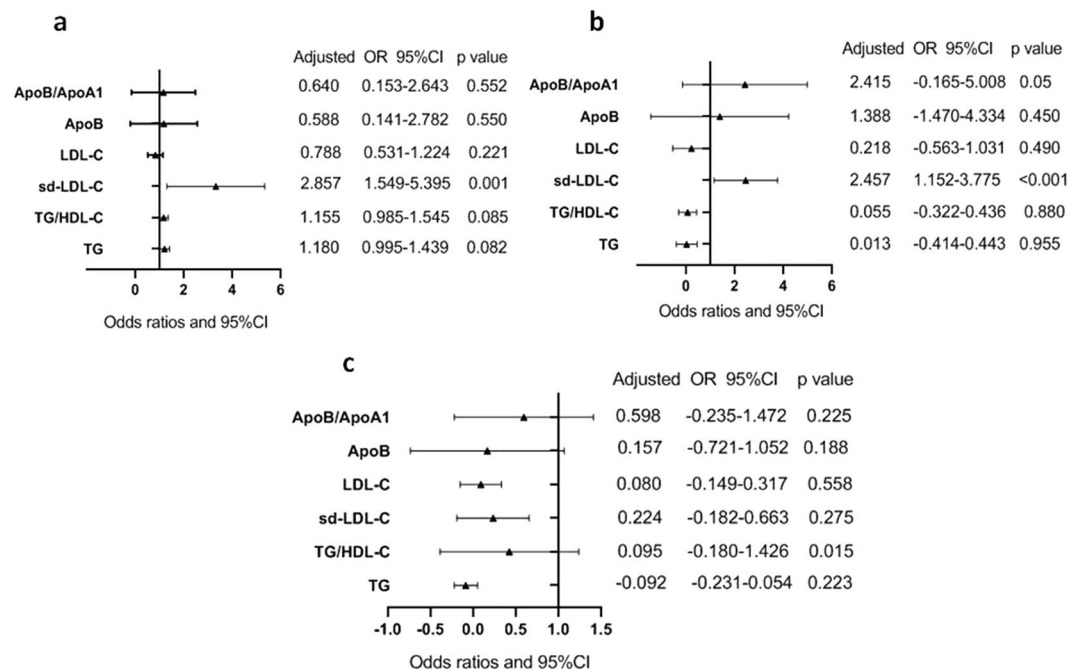 a
Adjusted OR 95%CI p value
ApoB/ApoA1 0.640 0.153-2.643 0.552
ApoB 0.588 0.141-2.782 0.550
LDL-C 0.788 0.531-1.224 0.221
sd-LDL-C 2.857 1.549-5.395 0.001
TG/HDL-C 1.155 0.985-1.545 0.085
TG 1.180 0.995-1.439 0.082
0 2 4 6
Odds ratios and 95%CI
b
Adjusted OR 95%CI p value
ApoB/ApoA1 2.415 -0.165-5.008 0.05
ApoB 1.388 -1.470-4.334 0.450
LDL-C 0.218 -0.563-1.031 0.490
sd-LDL-C 2.457 1.152-3.775 <0.001
TG/HDL-C 0.055 -0.322-0.436 0.880
TG 0.013 -0.414-0.443 0.955
0 2 4 6
Odds ratios and 95%CI
c
Adjusted OR 95%CI p value
ApoB/ApoA1 0.598 -0.235-1.472 0.225
ApoB 0.157 -0.721-1.052 0.188
LDL-C 0.080 -0.149-0.317 0.558
sd-LDL-C 0.224 -0.182-0.663 0.275
TG/HDL-C 0.095 -0.180-1.426 0.015
TG -0.092 -0.231-0.054 0.223
-1.0 -0.5 0.0 0.5 1.0 1.5
Odds ratios and 95%CI